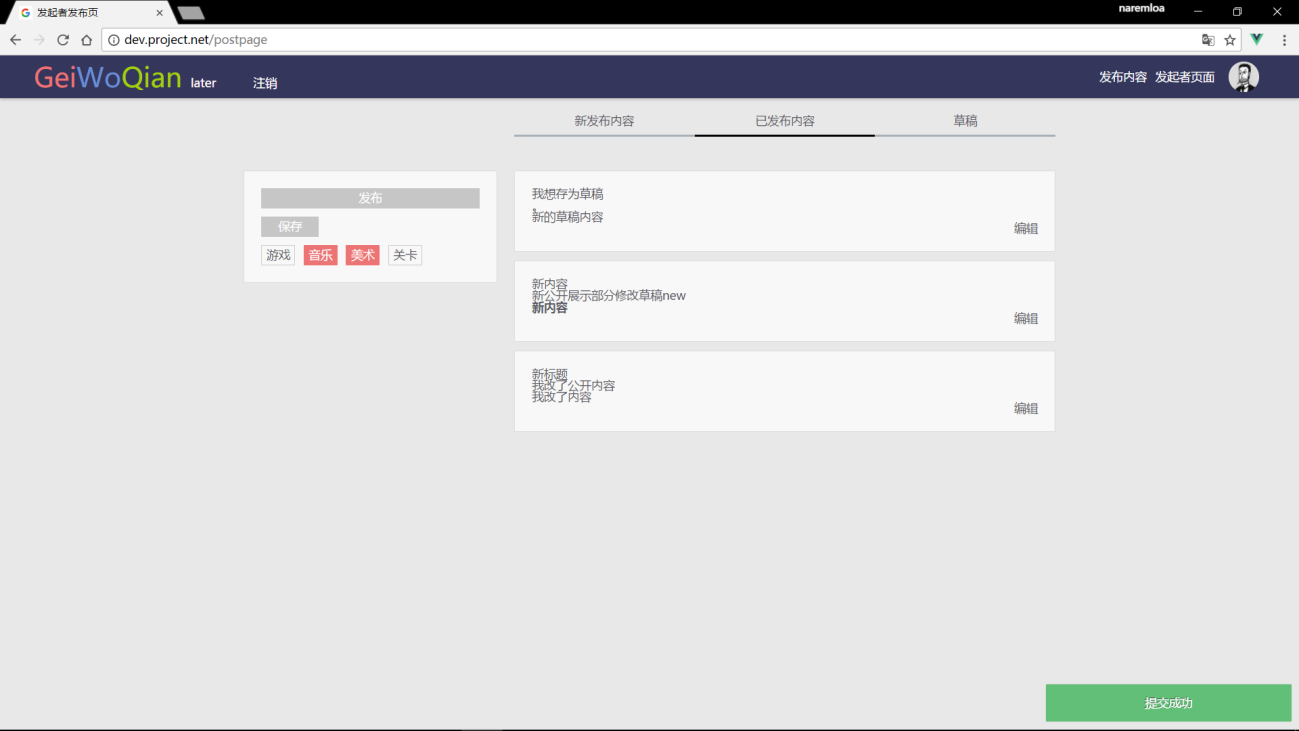 发起者发布页
naremloa
dev.project.net/postpage
GeiWoQian later 注销
发布内容 发起者页面
新发布内容 已发布内容 草稿
发布
保存
游戏 音乐 美术 关卡
我想存为草稿
新的草稿内容
编辑
新内容
新公开展示部分修改草稿new
新内容
编辑
新标题
我改了公开内容
我改了内容
编辑
提交成功